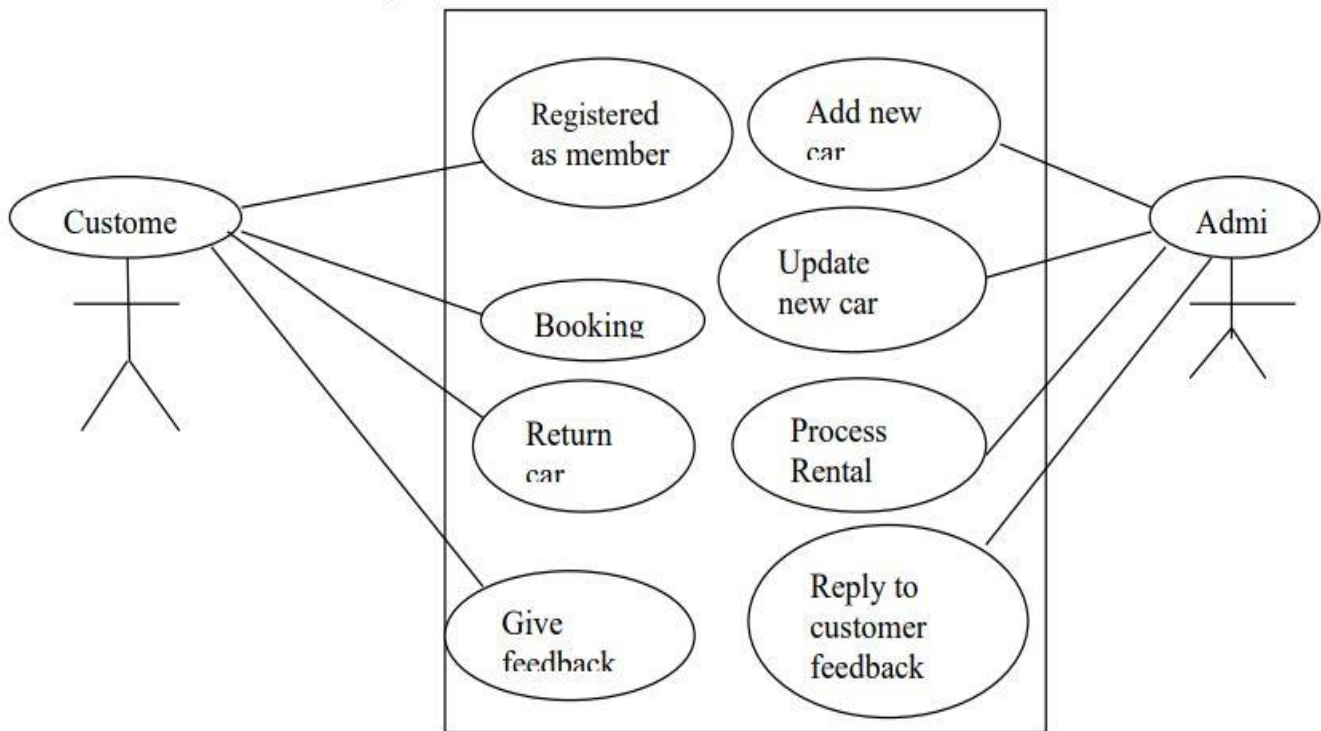 Registered
as member
Add new
car
Custome
Admi
Update
new car
Booking
Return
car
Process
Rental
Give
feedback
Reply to
customer
feedback